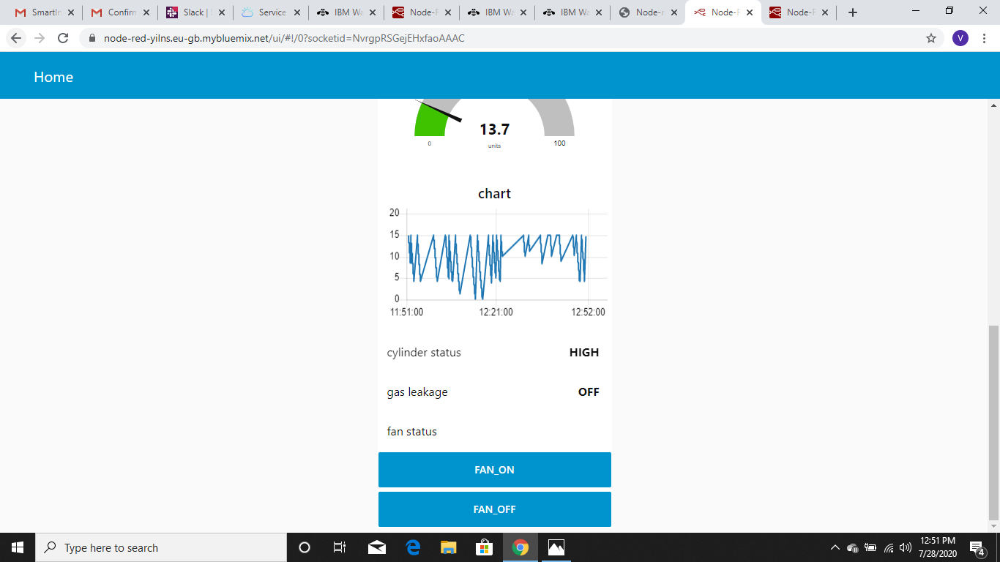 SmartIn
Confirm
Slack |
Service
IBM Wa
Node-F
IBM Wa
IBM Wa
Node-r
Node-F
Node-F
node-red-yilns.eu-gb.mybluemix.net/ui/#!/0?socketid=NvrgpRSGejEHxfaoAAAC
V
Home
13.7
0
units
100
chart
20
15
10
5
0
11:51:00
12:21:00
12:52:00
cylinder status HIGH
gas leakage OFF
fan status
FAN_ON
FAN_OFF
Type here to search
12:51 PM
7/28/2020
4